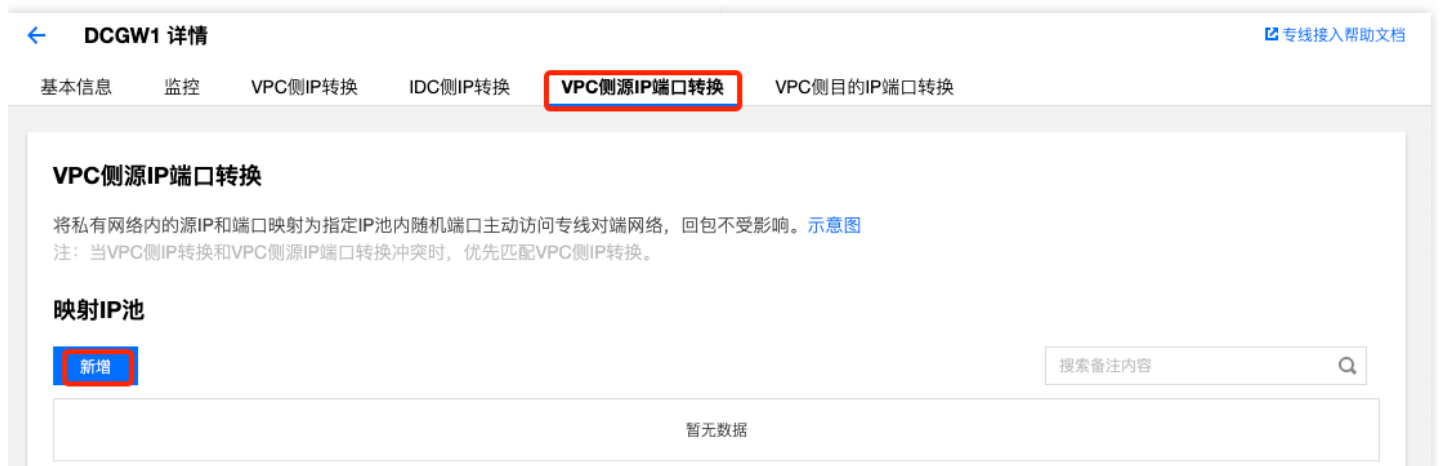 DCGW1 详情
专线接入帮助文档
基本信息 监控 VPC侧IP转换 IDC侧IP转换 VPC侧源IP端口转换 VPC侧目的IP端口转换
VPC侧源IP端口转换
将私有网络内的源IP和端口映射为指定IP池内随机端口主动访问专线对端网络，回包不受影响。示意图
注：当VPC侧IP转换和VPC侧源IP端口转换冲突时，优先匹配VPC侧IP转换。
映射IP池
新增
搜索备注内容
暂无数据